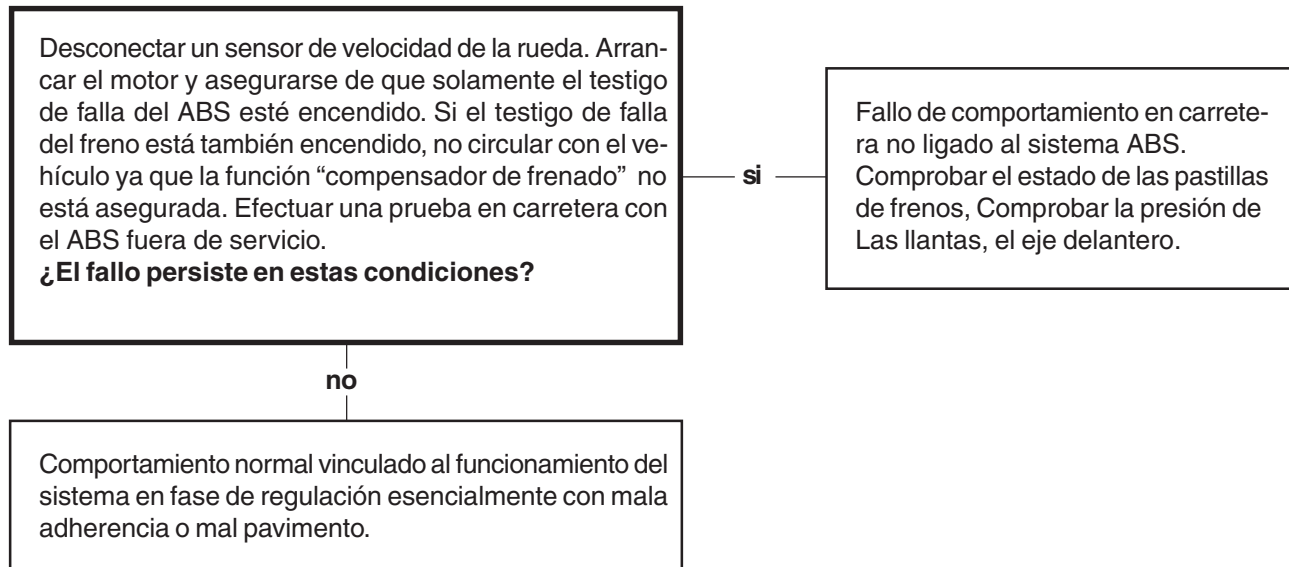 Desconectar un sensor de velocidad de la rueda. Arran-
car el motor y asegurarse de que solamente el testigo
de falla del ABS esté encendido. Si el testigo de falla
del freno está también encendido, no circular con el ve-
hículo ya que la función “compensador de frenado” no
está asegurada. Efectuar una prueba en carretera con
el ABS fuera de servicio.
¿El fallo persiste en estas condiciones?
si
Fallo de comportamiento en carrete-
ra no ligado al sistema ABS.
Comprobar el estado de las pastillas
de frenos, Comprobar la presión de
Las llantas, el eje delantero.
no
Comportamiento normal vinculado al funcionamiento del
sistema en fase de regulación esencialmente con mala
adherencia o mal pavimento.